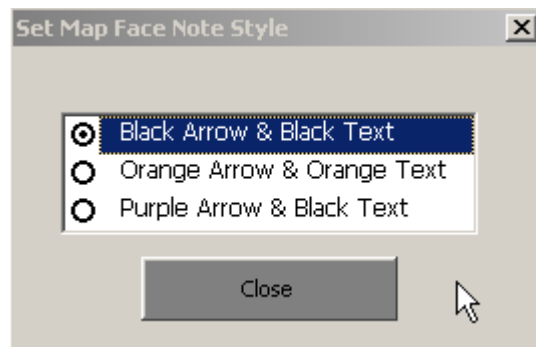 Set Map Face Note Style
Black Arrow & Black Text
Orange Arrow & Orange Text
Purple Arrow & Black Text
Close